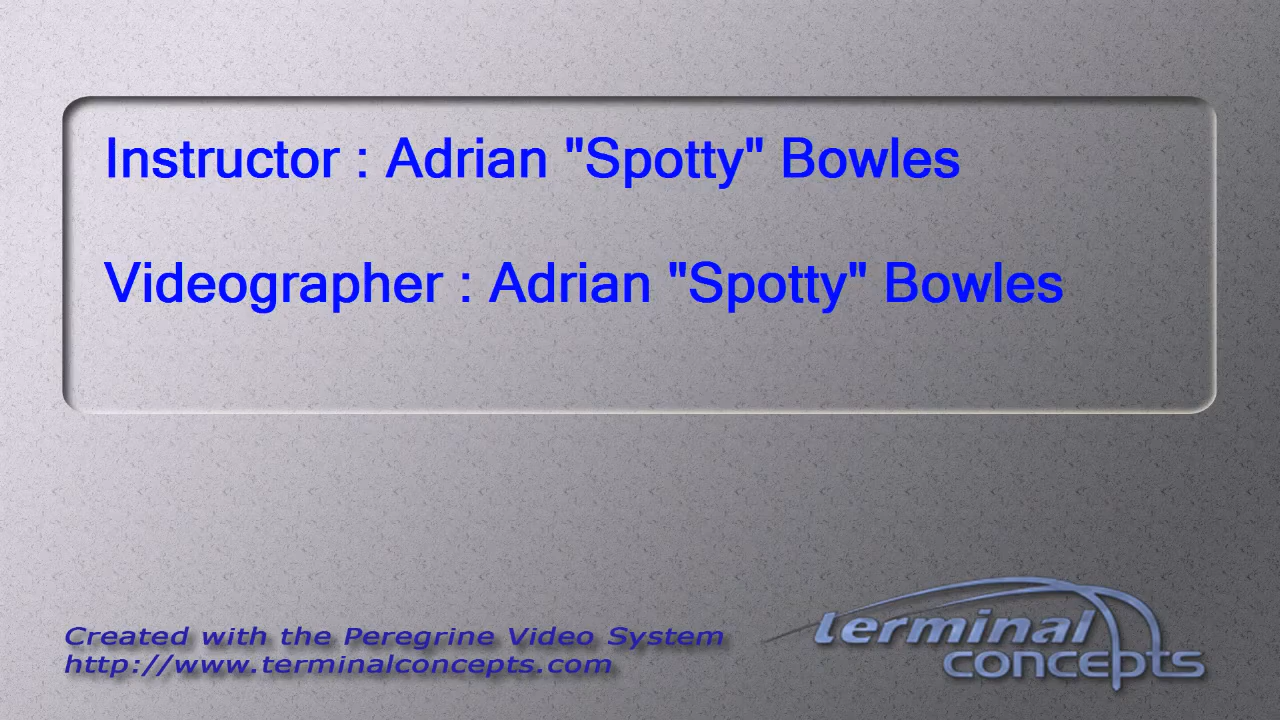 Instructor : Adrian "Spotty" Bowles
Videographer : Adrian "Spotty" Bowles
Created with the Peregrine Video System
http://www.terminalconcepts.com
terminal
concepts